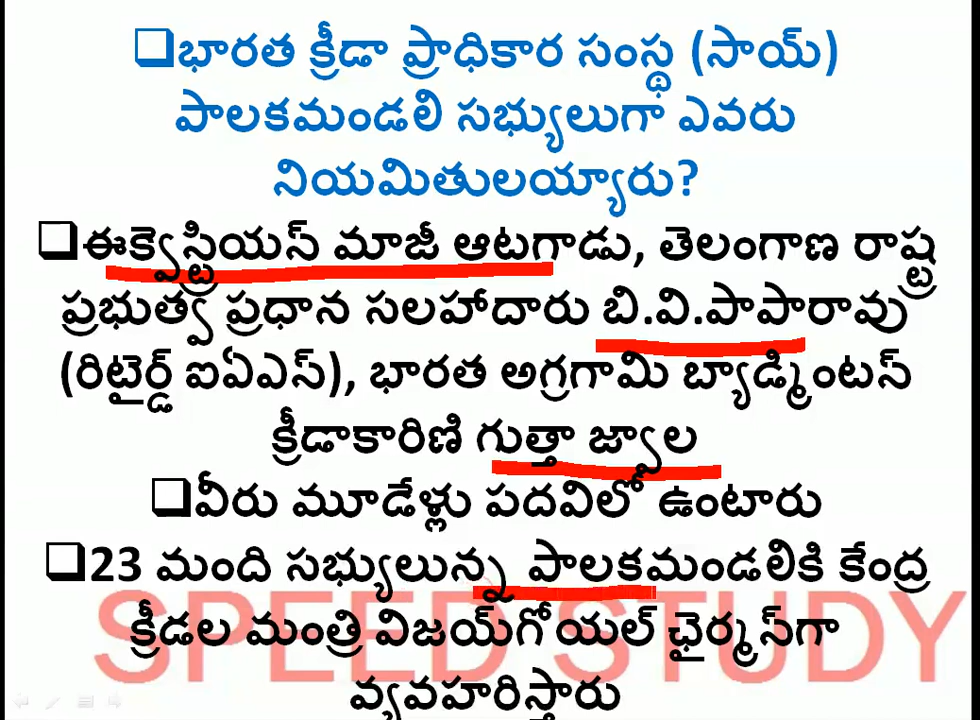 ❑భారత క్రీడా ప్రాధికార సంస్థ (సాయ్)
పాలకమండలి సభ్యులుగా ఎవరు
నియమితులయ్యారు?
❑ఈక్వెస్ట్రియన్ మాజీ ఆటగాడు, తెలంగాణ రాష్ట్ర
ప్రభుత్వ ప్రధాన సలహాదారు బి.వి.పాపారావు
(రిటైర్డ్ ఐఏఎస్), భారత అగ్రగామి బ్యాడ్మింటన్
క్రీడాకారిణి గుత్తా జ్వాల
❑వీరు మూడేళ్లు పదవిలో ఉంటారు
❑23 మంది సభ్యులున్న పాలకమండలికి కేంద్ర
క్రీడల మంత్రి విజయ్‌గోయల్ ఛైర్మన్‌గా
వ్యవహరిస్తారు
SPEED STUDY